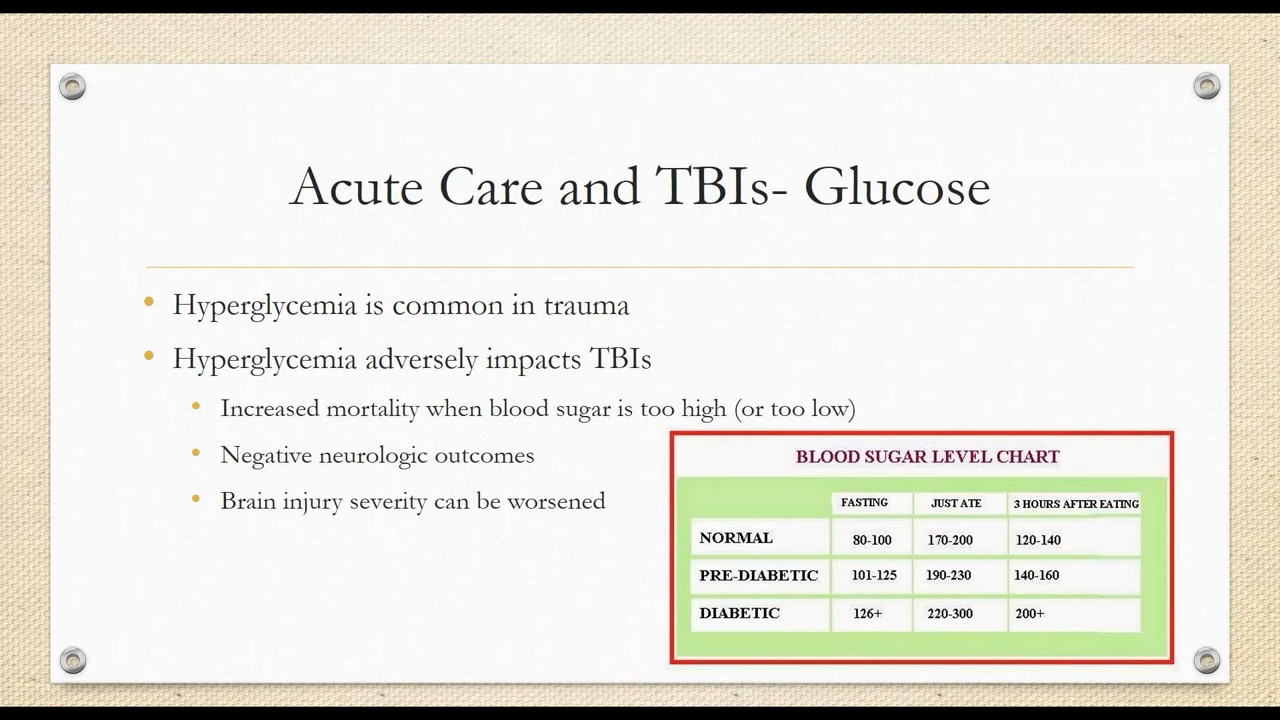 Acute Care and TBIs- Glucose
• Hyperglycemia is common in trauma
• Hyperglycemia adversely impacts TBIs
• Increased mortality when blood sugar is too high (or too low)
• Negative neurologic outcomes
• Brain injury severity can be worsened
BLOOD SUGAR LEVEL CHART
FASTING JUST ATE 3 HOURS AFTER EATING
NORMAL 80-100 170-200 120-140
PRE-DIABETIC 101-125 190-230 140-160
DIABETIC 126+ 220-300 200+